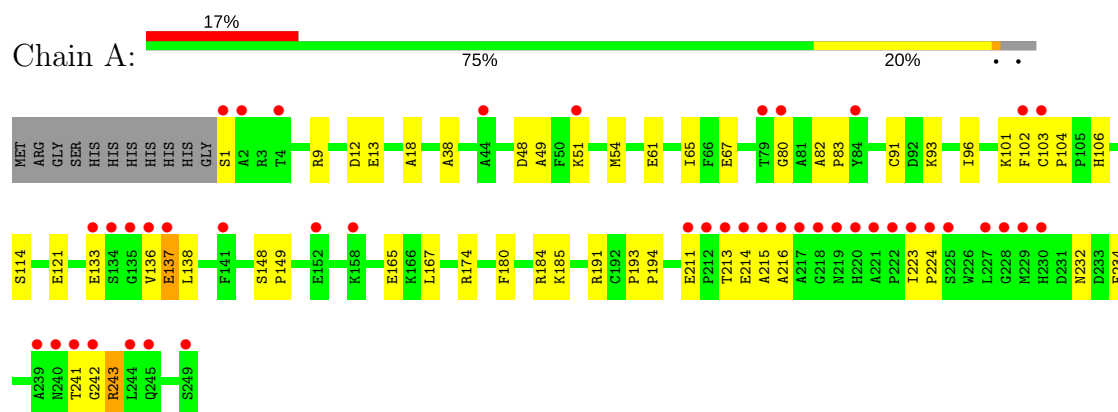 17%
Chain A:
75% 20% • •
MET ARG GLY SER HIS HIS HIS HIS HIS HIS GLY S1 A2 R3 T4 R9 D12 E13 A18 A38 A44 D48 A49 F50 K51 M54 E61 I65 F66 E67 T79 G80 A81 A82 P83 Y84 G91 D92 K93 I96 K101 F102 C103 P104 P105 H106
S114 E121 E133 S134 G135 V136 E137 L138 F141 S148 P149 E152 K158 E165 K166 L167 R174 F180 R184 K185 R191 C192 P193 P194 E211 P212 T213 E214 A215 A216 A217 G218 N219 H220 A221 P222 I223 P224 S225 W226 L227 G228 M229 H230 D231 N232 D233 E234
A239 N240 T241 G242 R243 L244 Q245 S249